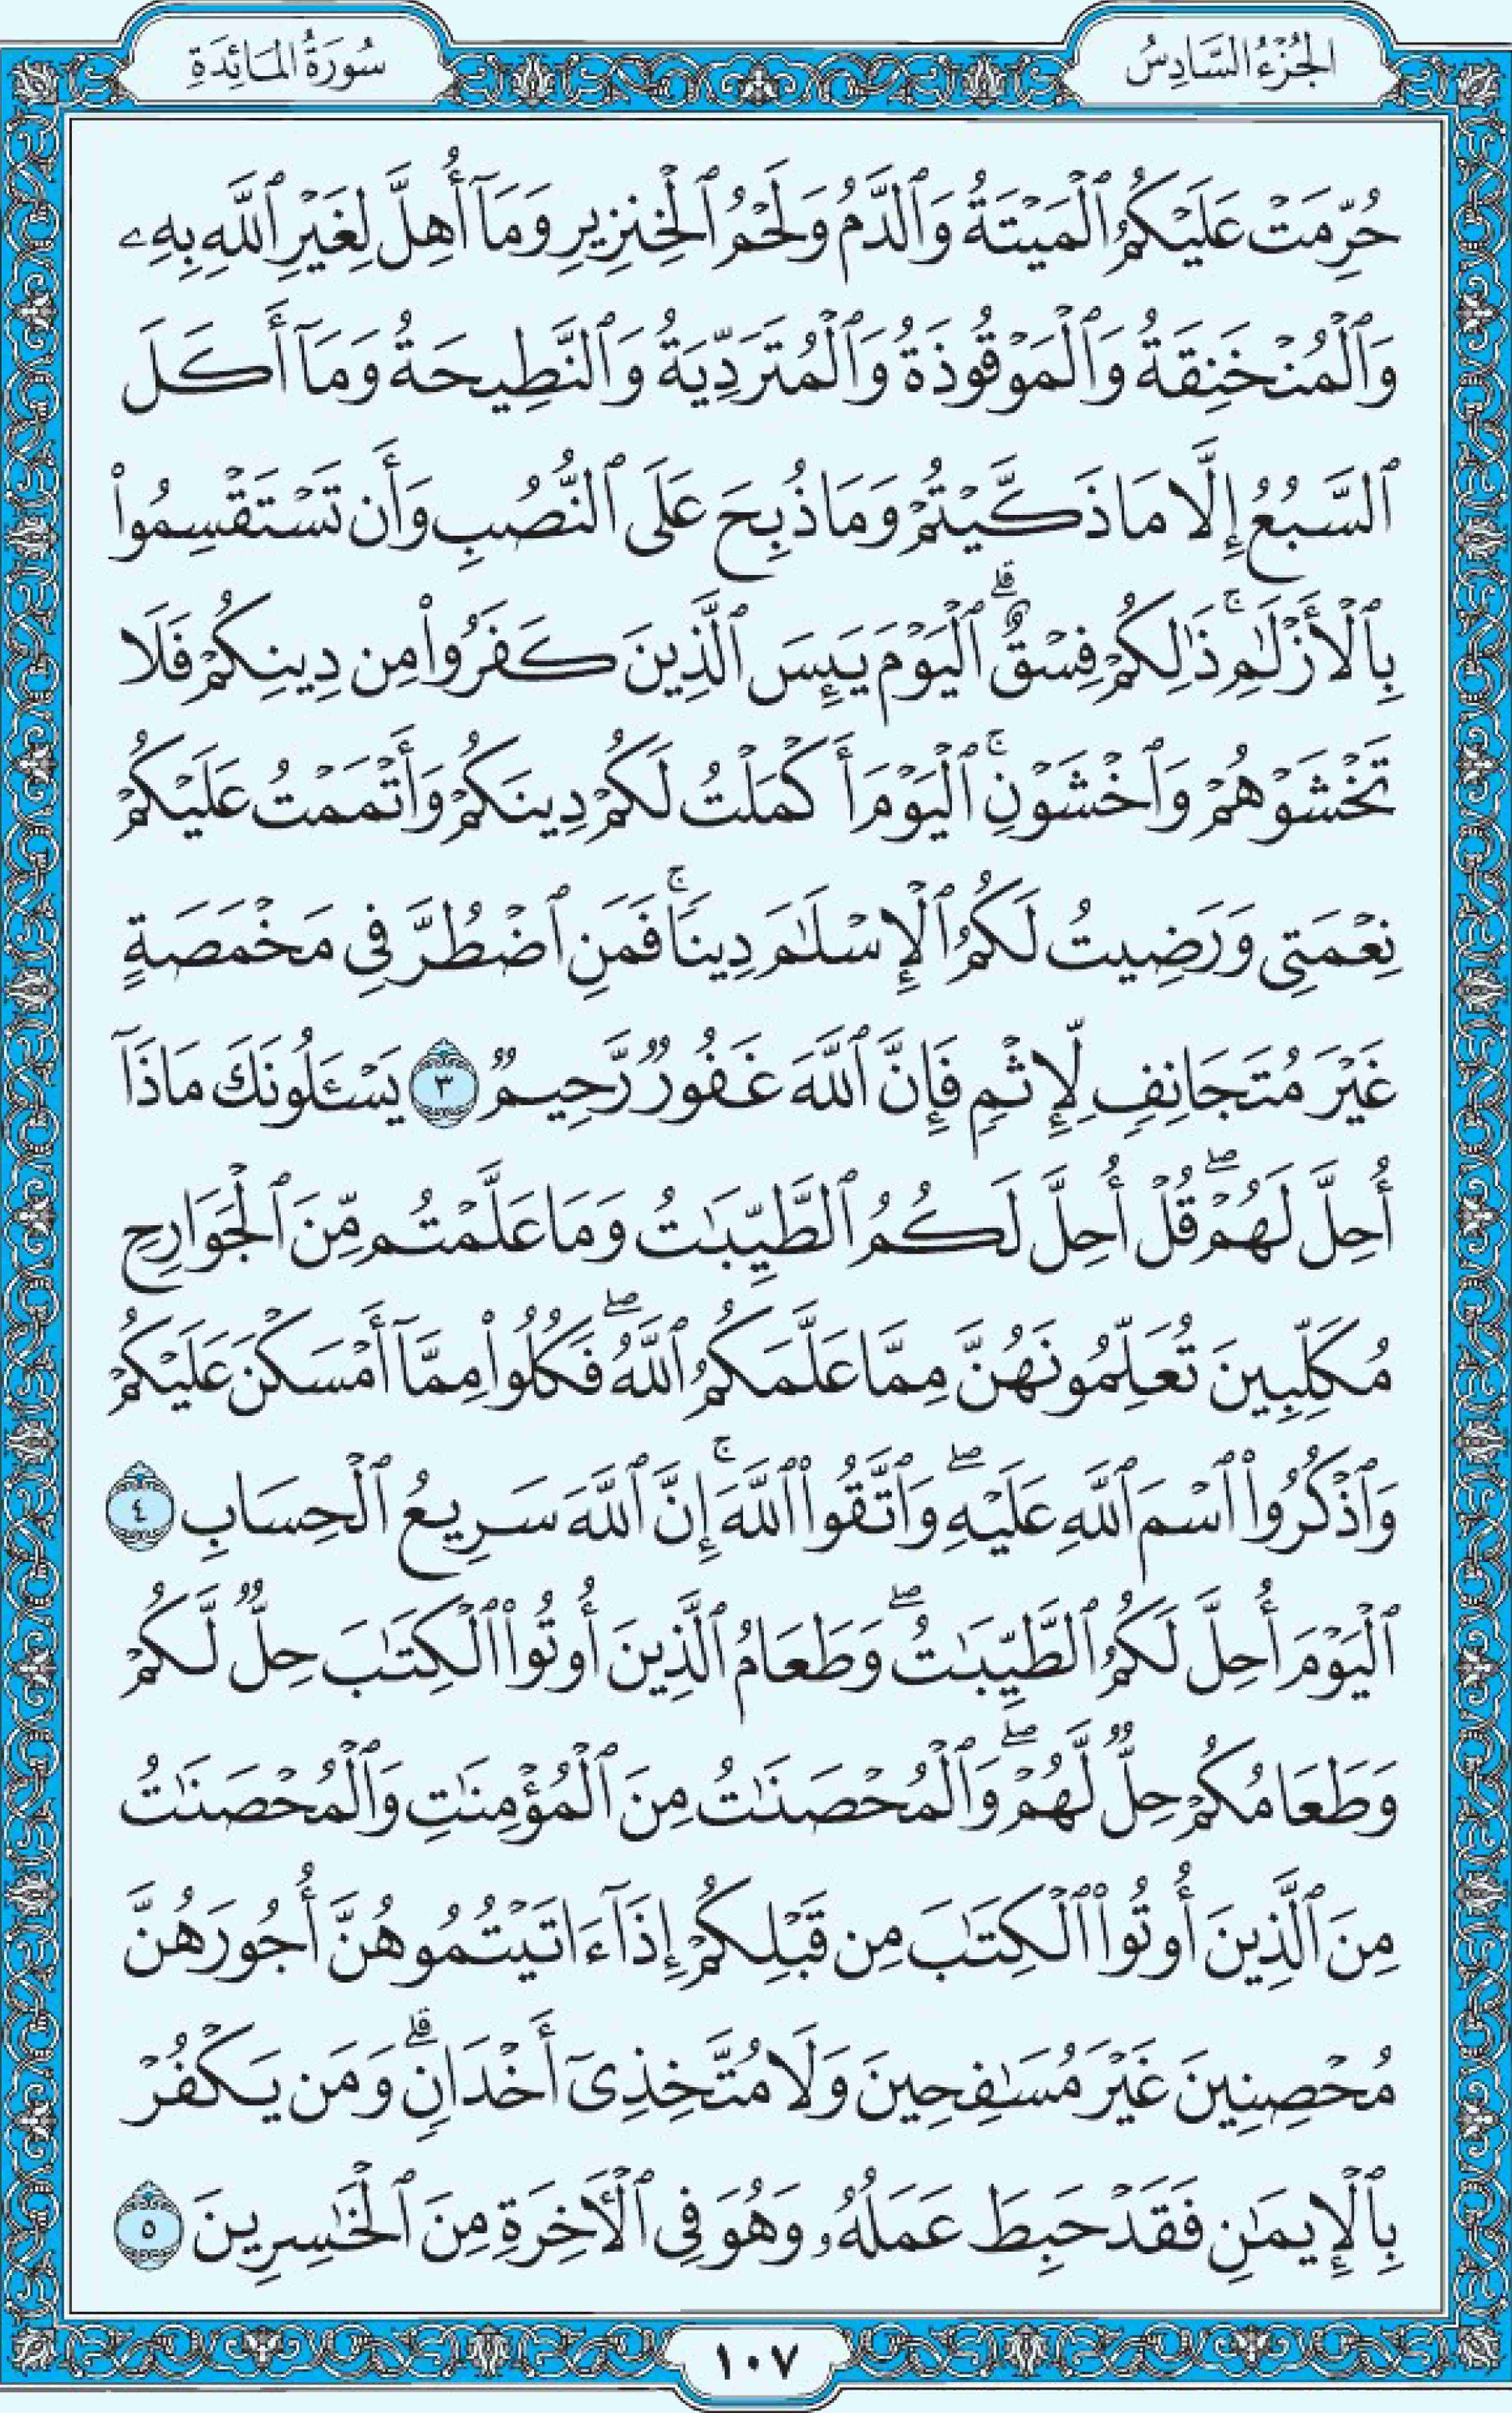 الجُزْءُ السَّادِسُ
سُورَةُ المَائِدَةِ
حُرِّمَتْ عَلَيْكُمُ ٱلْمَيْتَةُ وَٱلدَّمُ وَلَحْمُ ٱلْخِنزِيرِ وَمَآ أُهِلَّ لِغَيْرِ ٱللَّهِ بِهِۦ
وَٱلْمُنْخَنِقَةُ وَٱلْمَوْقُوذَةُ وَٱلْمُتَرَدِّيَةُ وَٱلنَّطِيحَةُ وَمَآ أَكَلَ
ٱلسَّبُعُ إِلَّا مَا ذَكَّيْتُمْ وَمَا ذُبِحَ عَلَى ٱلنُّصُبِ وَأَن تَسْتَقْسِمُوا۟
بِٱلْأَزْلَٰمِ ۚ ذَٰلِكُمْ فِسْقٌ ۗ ٱلْيَوْمَ يَئِسَ ٱلَّذِينَ كَفَرُوا۟ مِن دِينِكُمْ فَلَا
تَخْشَوْهُمْ وَٱخْشَوْنِ ۚ ٱلْيَوْمَ أَكْمَلْتُ لَكُمْ دِينَكُمْ وَأَتْمَمْتُ عَلَيْكُمْ
نِعْمَتِى وَرَضِيتُ لَكُمُ ٱلْإِسْلَٰمَ دِينًا ۚ فَمَنِ ٱضْطُرَّ فِى مَخْمَصَةٍ
غَيْرَ مُتَجَانِفٍ لِّإِثْمٍ فَإِنَّ ٱللَّهَ غَفُورٌ رَّحِيمٌ ٣ يَسْـَٔلُونَكَ مَاذَآ
أُحِلَّ لَهُمْ ۖ قُلْ أُحِلَّ لَكُمُ ٱلطَّيِّبَٰتُ وَمَا عَلَّمْتُم مِّنَ ٱلْجَوَارِحِ
مُكَلِّبِينَ تُعَلِّمُونَهُنَّ مِمَّا عَلَّمَكُمُ ٱللَّهُ ۖ فَكُلُوا۟ مِمَّآ أَمْسَكْنَ عَلَيْكُمْ
وَٱذْكُرُوا۟ ٱسْمَ ٱللَّهِ عَلَيْهِ ۖ وَٱتَّقُوا۟ ٱللَّهَ ۚ إِنَّ ٱللَّهَ سَرِيعُ ٱلْحِسَابِ ٤
ٱلْيَوْمَ أُحِلَّ لَكُمُ ٱلطَّيِّبَٰتُ ۖ وَطَعَامُ ٱلَّذِينَ أُوتُوا۟ ٱلْكِتَٰبَ حِلٌّ لَّكُمْ
وَطَعَامُكُمْ حِلٌّ لَّهُمْ ۖ وَٱلْمُحْصَنَٰتُ مِنَ ٱلْمُؤْمِنَٰتِ وَٱلْمُحْصَنَٰتُ
مِنَ ٱلَّذِينَ أُوتُوا۟ ٱلْكِتَٰبَ مِن قَبْلِكُمْ إِذَآ ءَاتَيْتُمُوهُنَّ أُجُورَهُنَّ
مُحْصِنِينَ غَيْرَ مُسَٰفِحِينَ وَلَا مُتَّخِذِىٓ أَخْدَانٍ ۗ وَمَن يَكْفُرْ
بِٱلْإِيمَٰنِ فَقَدْ حَبِطَ عَمَلُهُۥ وَهُوَ فِى ٱلْـَٔاخِرَةِ مِنَ ٱلْخَٰسِرِينَ ٥
١٠٧